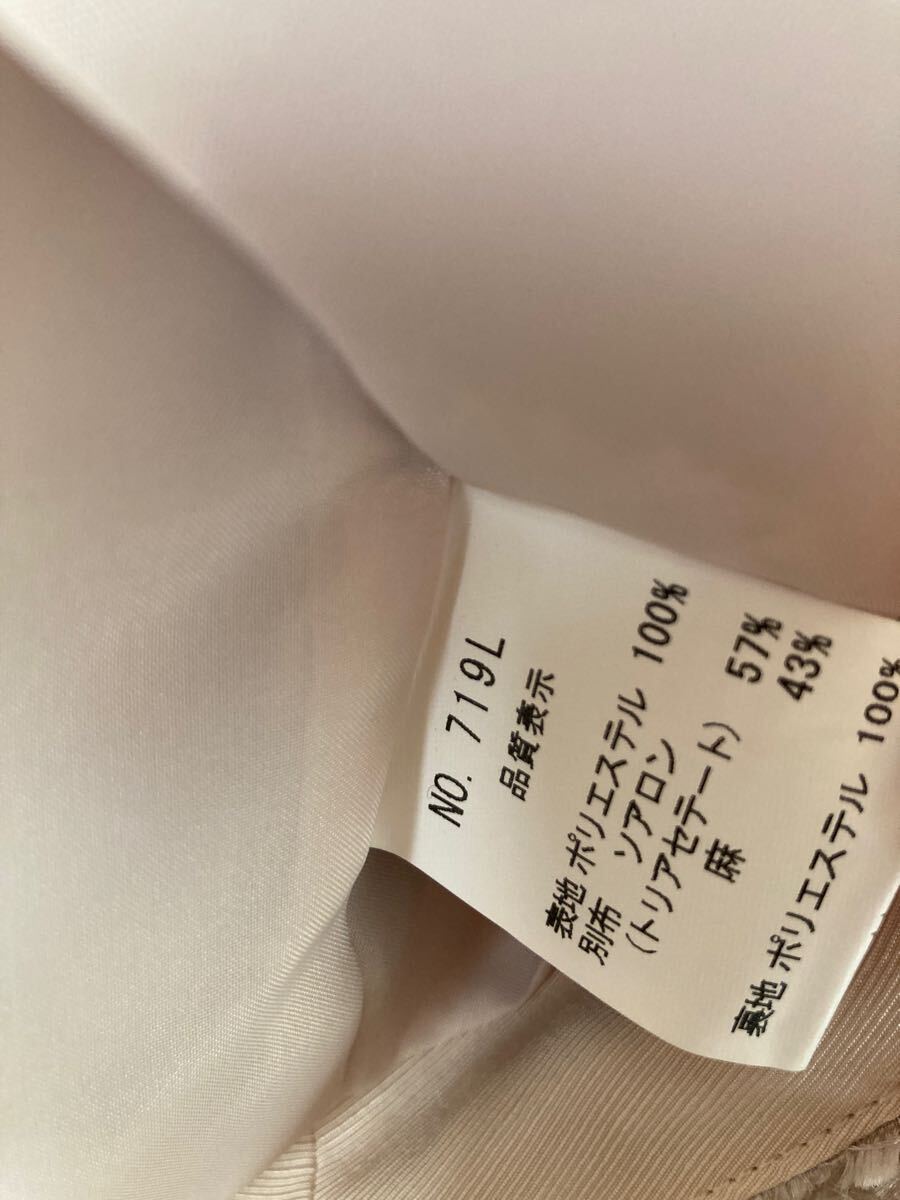 NO. 719L
品質表示
表地 ポリエステル 100%
別布 ソアロン
(トリアセテート) 57%
麻 43%
裏地 ポリエステル 100%